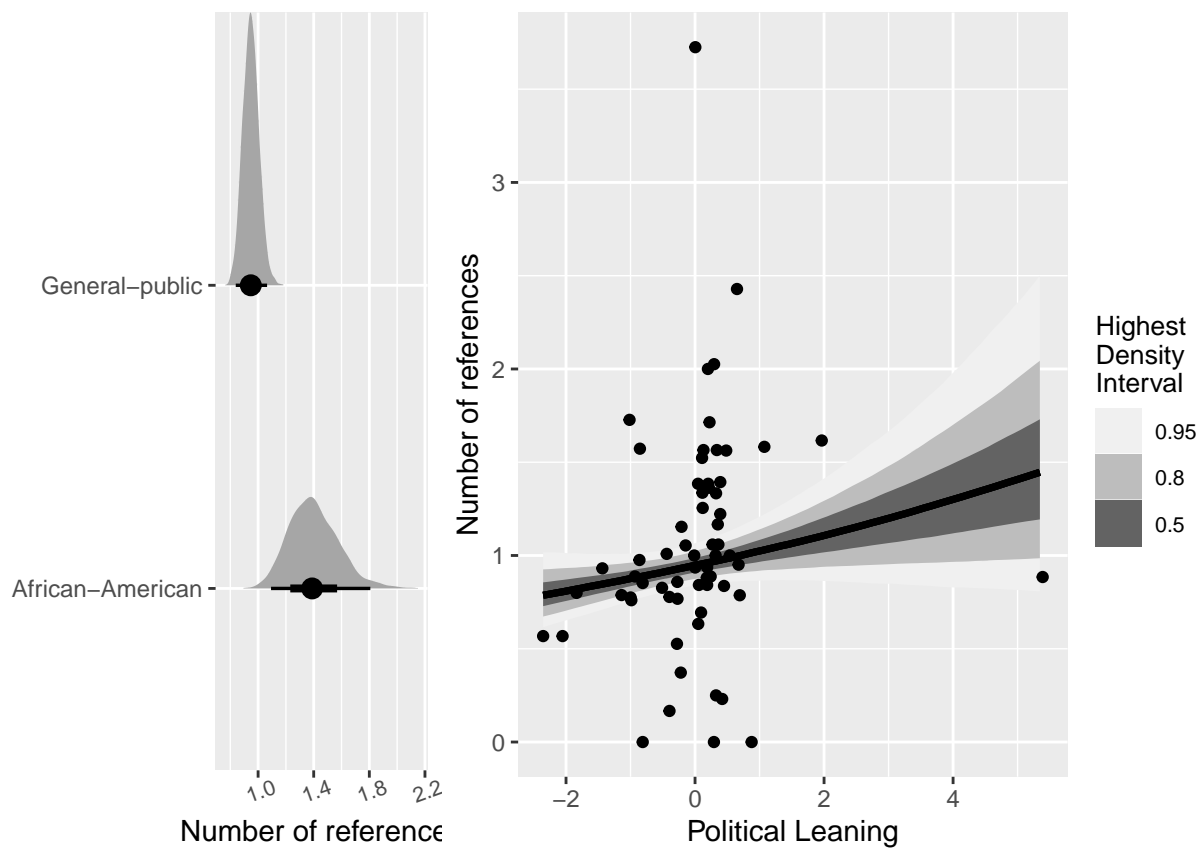 General−public
African−American
1.0
1.4
1.8
2.2
Number of reference
Number of references
3
2
1
0
−2
0
2
4
Political Leaning
Highest
Density
Interval
0.95
0.8
0.5